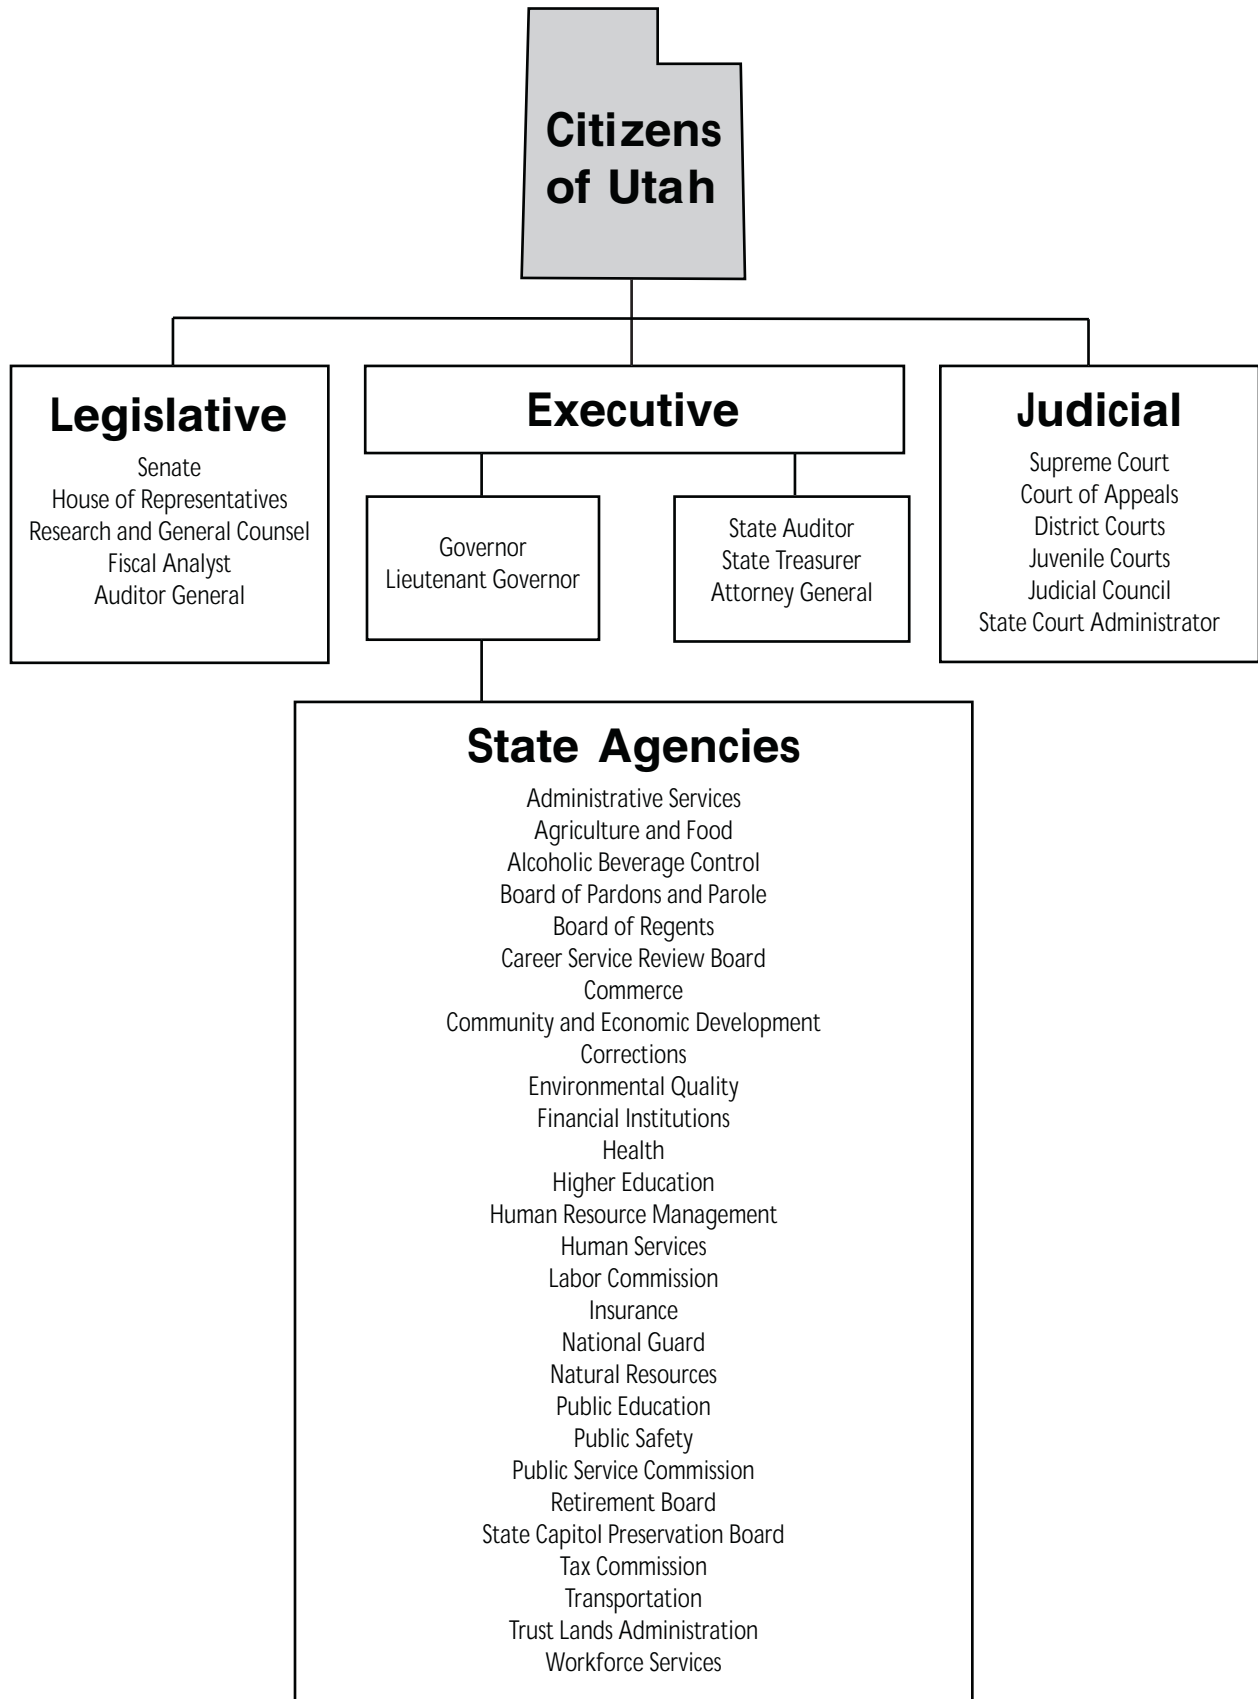 Citizens
of Utah
Legislative
Senate
House of Representatives
Research and General Counsel
Fiscal Analyst
Auditor General
Executive
Governor
Lieutenant Governor
State Auditor
State Treasurer
Attorney General
Judicial
Supreme Court
Court of Appeals
District Courts
Juvenile Courts
Judicial Council
State Court Administrator
State Agencies
Administrative Services
Agriculture and Food
Alcoholic Beverage Control
Board of Pardons and Parole
Board of Regents
Career Service Review Board
Commerce
Community and Economic Development
Corrections
Environmental Quality
Financial Institutions
Health
Higher Education
Human Resource Management
Human Services
Labor Commission
Insurance
National Guard
Natural Resources
Public Education
Public Safety
Public Service Commission
Retirement Board
State Capitol Preservation Board
Tax Commission
Transportation
Trust Lands Administration
Workforce Services